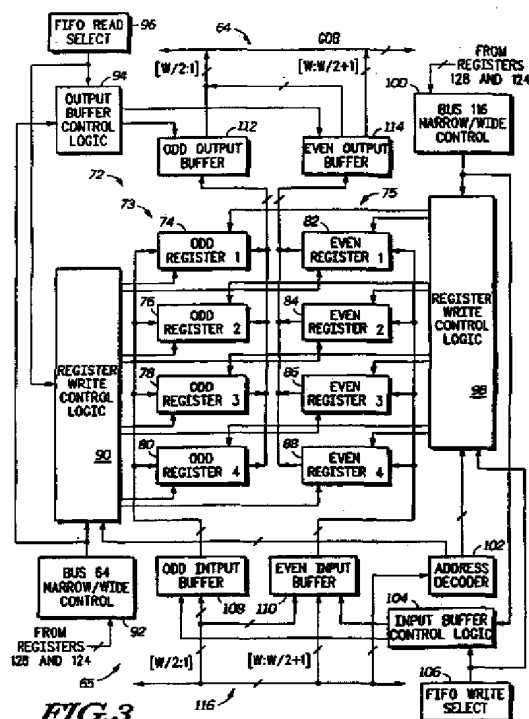 96
FIFO READ
SELECT
64
GOB
94
[W/2:1]
[W:W/2+1]
FROM
REGISTERS
128 AND 124
100
OUTPUT
BUFFER
CONTROL
LOGIC
112
ODD OUTPUT
BUFFER
114
EVEN OUTPUT
BUFFER
BUS 116
NARROW/WIDE
CONTROL
72
73
74
75
82
ODD
REGISTER 1
EVEN
REGISTER 1
76
84
ODD
REGISTER 2
EVEN
REGISTER 2
REGISTER
WRITE
CONTROL
LOGIC
90
REGISTER
WRITE
CONTROL
LOGIC
98
78
86
ODD
REGISTER 3
EVEN
REGISTER 3
80
88
ODD
REGISTER 4
EVEN
REGISTER 4
BUS 64
NARROW/WIDE
CONTROL
92
ODD INTPUT
BUFFER
108
EVEN INPUT
BUFFER
110
102
ADDRESS
DECODER
104
INPUT BUFFER
CONTROL LOGIC
FROM
REGISTERS
128 AND 124
65
[W/2:1]
[W:W/2+1]
116
106
FIFO WRITE
SELECT
FIG.3